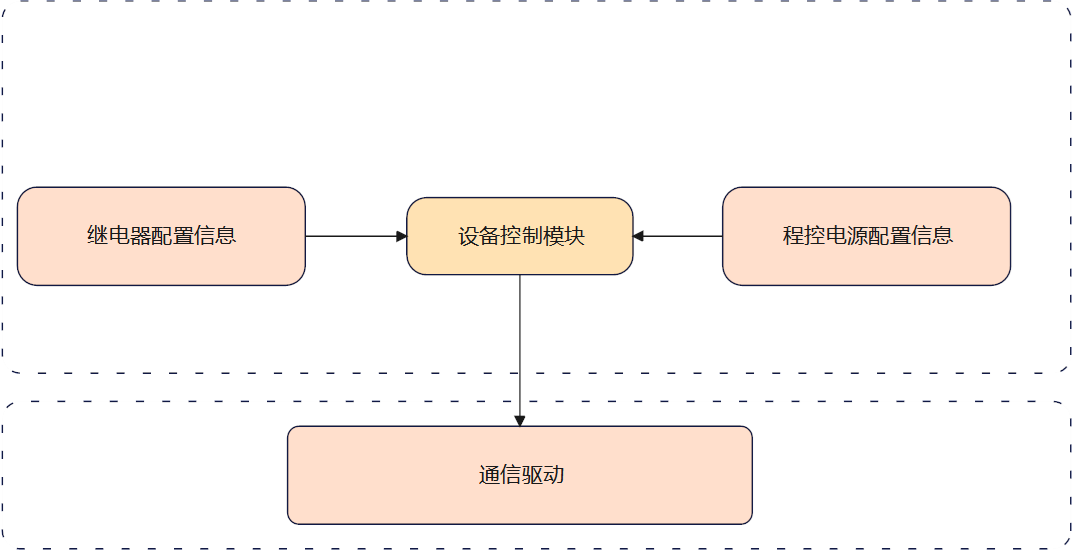 继电器配置信息
设备控制模块
程控电源配置信息
通信驱动